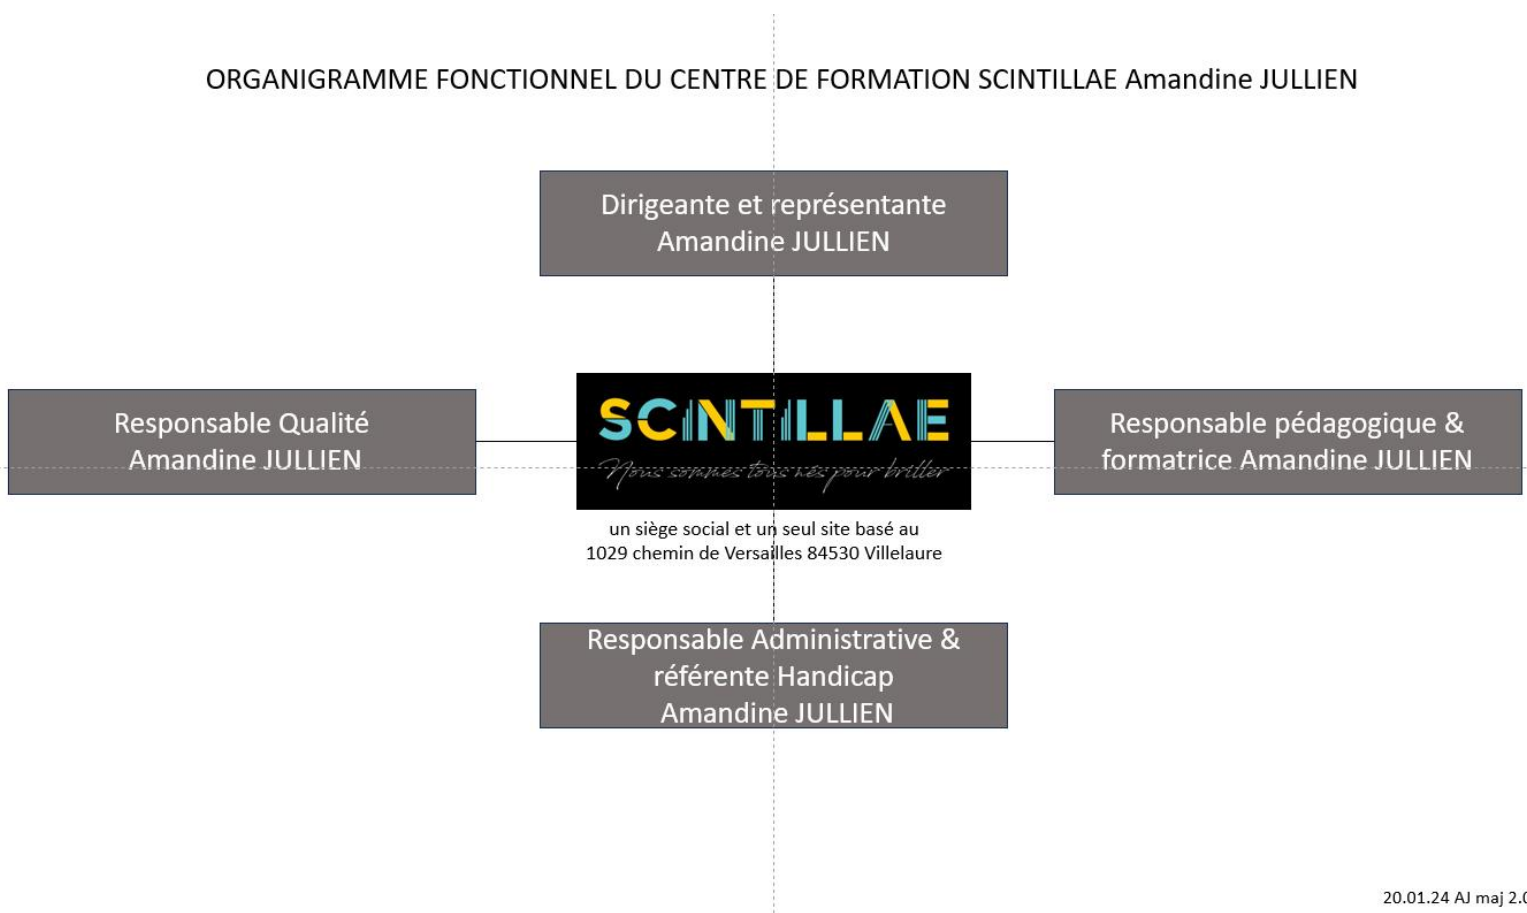 ORGANIGRAMME FONCTIONNEL DU CENTRE DE FORMATION SCINTILLAE Amandine JULLIEN
Dirigeante et représentante
Amandine JULLIEN
Responsable Qualité
Amandine JULLIEN
SCINTILLAE
Nous sommes tous nés pour briller
Responsable pédagogique &
formatrice Amandine JULLIEN
un siège social et un seul site basé au
1029 chemin de Versailles 84530 Villelaure
Responsable Administrative &
référente Handicap
Amandine JULLIEN
20.01.24 AJ maj 2.0